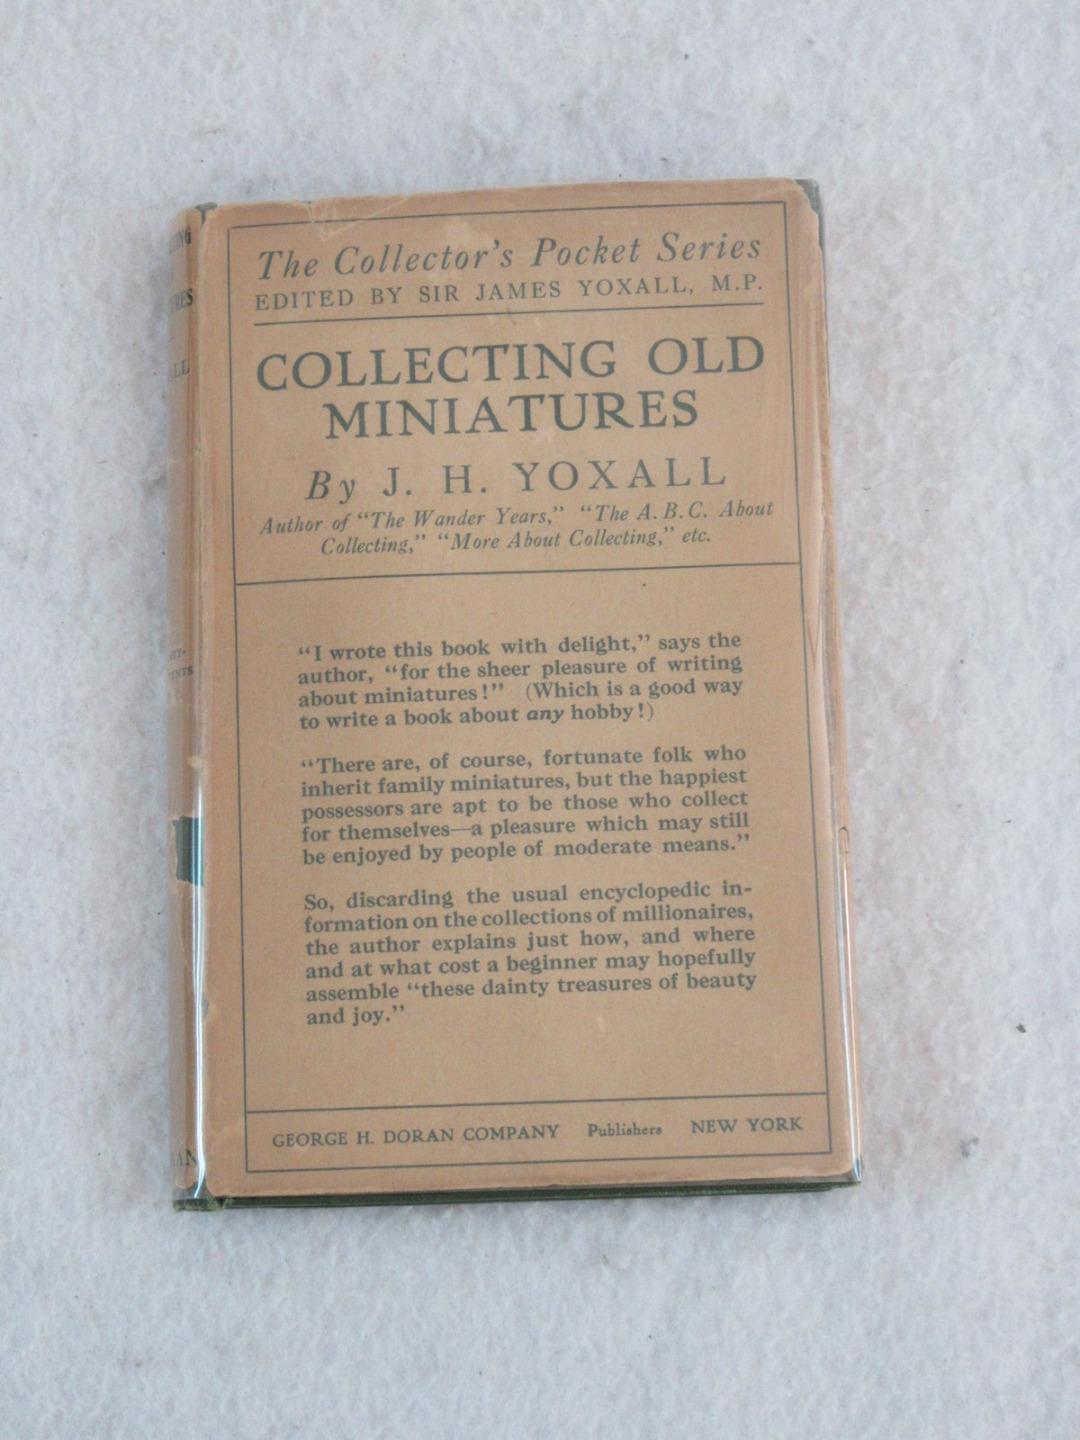 The Collector's Pocket Series
EDITED BY SIR JAMES YOXALL, M.P.
COLLECTING OLD
MINIATURES
By J. H. YOXALL
Author of "The Wander Years," "The A.B.C. About
Collecting," "More About Collecting," etc.
"I wrote this book with delight," says the
author, "for the sheer pleasure of writing
about miniatures!" (Which is a good way
to write a book about any hobby!)
"There are, of course, fortunate folk who
inherit family miniatures, but the happiest
possessors are apt to be those who collect
for themselves—a pleasure which may still
be enjoyed by people of moderate means."
So, discarding the usual encyclopedic in-
formation on the collections of millionaires,
the author explains just how, and where
and at what cost a beginner may hopefully
assemble "these dainty treasures of beauty
and joy."
GEORGE H. DORAN COMPANY Publishers NEW YORK